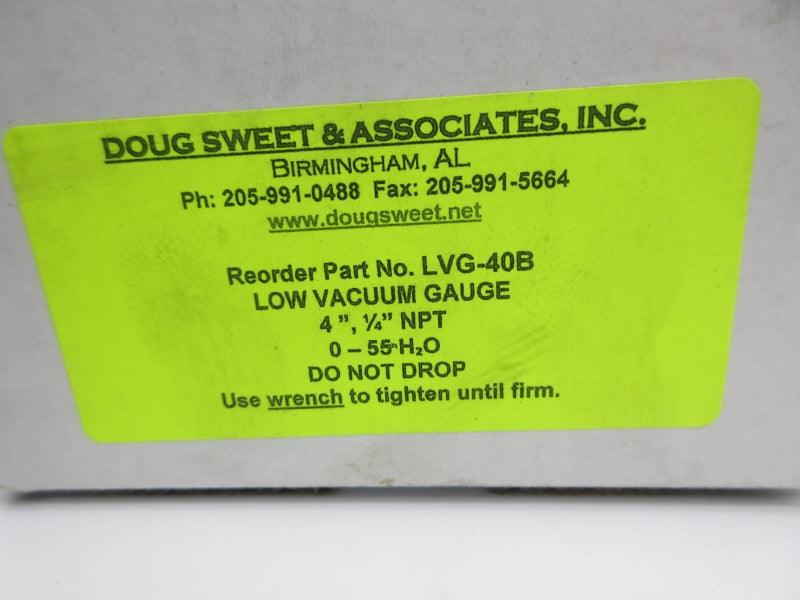 DOUG SWEET & ASSOCIATES, INC.
BIRMINGHAM, AL
Ph: 205-991-0488 Fax: 205-991-5664
www.dougsweet.net
Reorder Part No. LVG-40B
LOW VACUUM GAUGE
4 ”, ¼” NPT
0 – 55" H₂O
DO NOT DROP
Use wrench to tighten until firm.